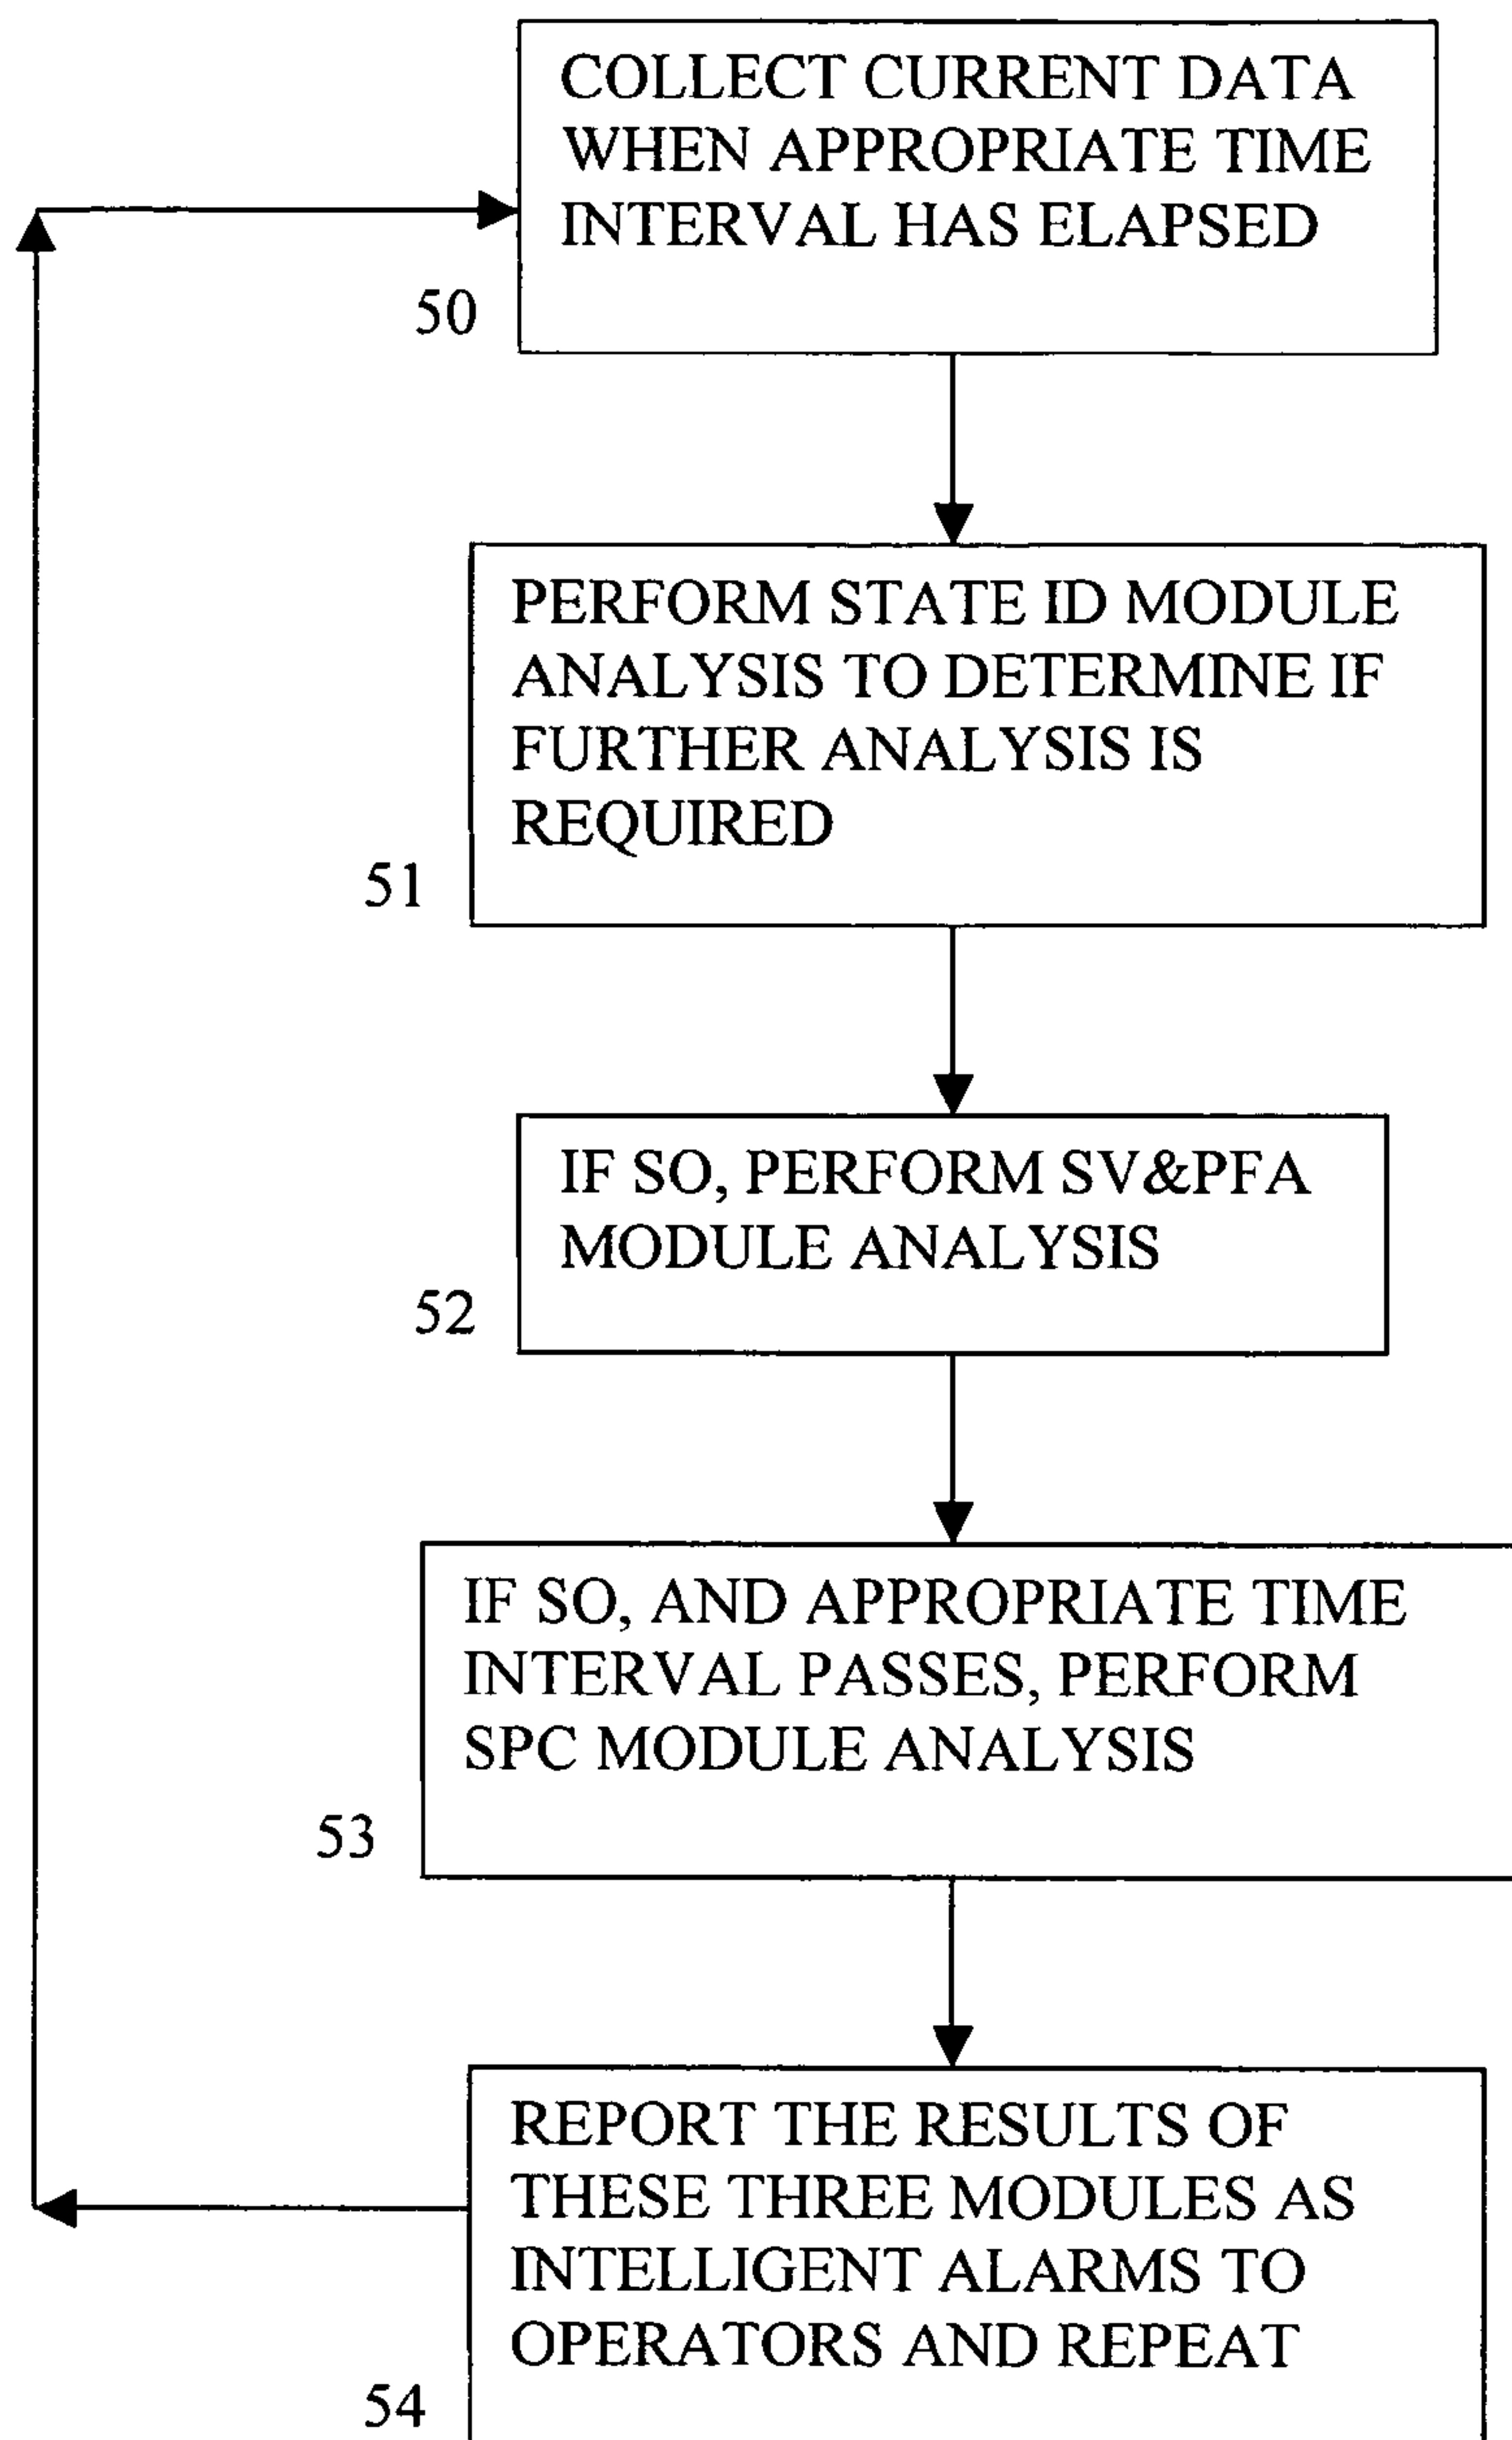 COLLECT CURRENT DATA
WHEN APPROPRIATE TIME
INTERVAL HAS ELAPSED
50
PERFORM STATE ID MODULE
ANALYSIS TO DETERMINE IF
FURTHER ANALYSIS IS
REQUIRED
51
IF SO, PERFORM SV&PFA
MODULE ANALYSIS
52
IF SO, AND APPROPRIATE TIME
INTERVAL PASSES, PERFORM
SPC MODULE ANALYSIS
53
REPORT THE RESULTS OF
THESE THREE MODULES AS
INTELLIGENT ALARMS TO
OPERATORS AND REPEAT
54